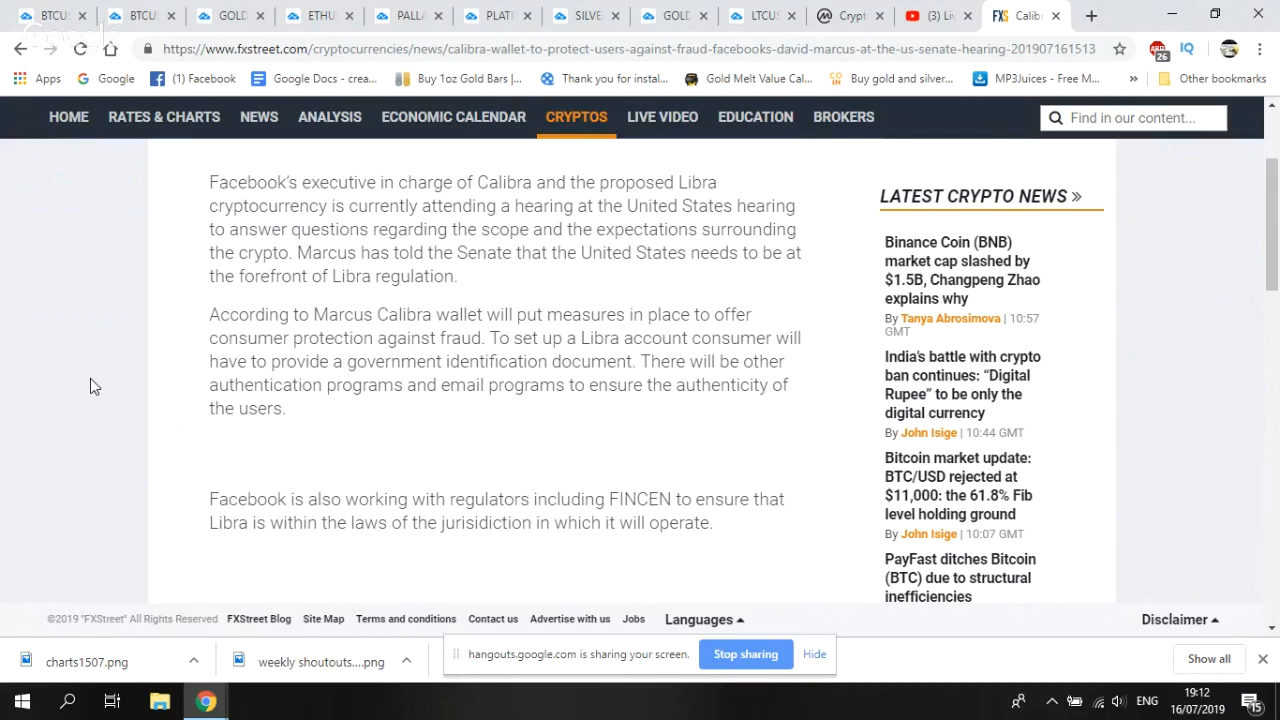 BTCUS
BTCUS
GOLD
ETHU
PALLA
PLATI
SILVE
GOLD
LTCUS
Crypt
(3) Li
FXS Calib
Google
https://www.fxstreet.com/cryptocurrencies/news/calibra-wallet-to-protect-users-against-fraud-facebooks-david-marcus-at-the-us-senate-hearing-201907161513
26
IQ
Apps
Google
(1) Facebook
Google Docs - crea...
Buy 1oz Gold Bars |...
Thank you for instal...
Gold Melt Value Cal...
COIN
Buy gold and silver...
MP3Juices - Free M...
»
Other bookmarks
HOME
RATES & CHARTS
NEWS
ANALYSIS
ECONOMIC CALENDAR
CRYPTOS
LIVE VIDEO
EDUCATION
BROKERS
Find in our content...
Facebook's executive in charge of Calibra and the proposed Libra
cryptocurrency is currently attending a hearing at the United States hearing
to answer questions regarding the scope and the expectations surrounding
the crypto. Marcus has told the Senate that the United States needs to be at
the forefront of Libra regulation.
According to Marcus Calibra wallet will put measures in place to offer
consumer protection against fraud. To set up a Libra account consumer will
have to provide a government identification document. There will be other
authentication programs and email programs to ensure the authenticity of
the users.
Facebook is also working with regulators including FINCEN to ensure that
Libra is within the laws of the jurisidiction in which it will operate.
LATEST CRYPTO NEWS »
Binance Coin (BNB)
market cap slashed by
$1.5B, Changpeng Zhao
explains why
By Tanya Abrosimova | 10:57
GMT
India's battle with crypto
ban continues: “Digital
Rupee” to be only the
digital currency
By John Isige | 10:44 GMT
Bitcoin market update:
BTC/USD rejected at
$11,000: the 61.8% Fib
level holding ground
By John Isige | 10:07 GMT
PayFast ditches Bitcoin
(BTC) due to structural
inefficiencies
©2019 "FXStreet" All Rights Reserved
FXStreet Blog
Site Map
Terms and conditions
Contact us
Advertise with us
Jobs
Languages
Disclaimer
charts1507.png
weekly shoutouts....png
hangouts.google.com is sharing your screen.
Stop sharing
Hide
Show all
ENG
19:12
16/07/2019
15